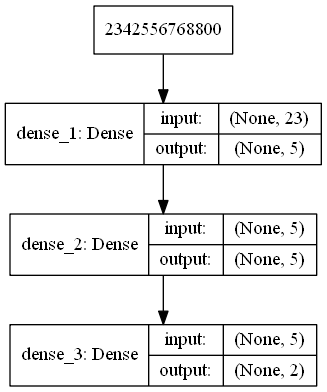 2342556768800
dense_1: Dense
input:
(None, 23)
output:
(None, 5)
dense_2: Dense
input:
(None, 5)
output:
(None, 5)
dense_3: Dense
input:
(None, 5)
output:
(None, 2)